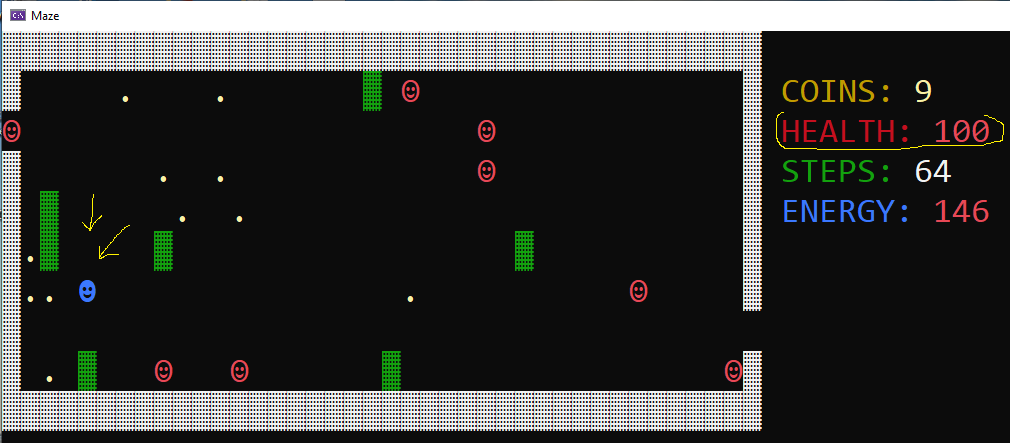 C:\ Maze
COINS: 9
HEALTH: 100
STEPS: 64
ENERGY: 146